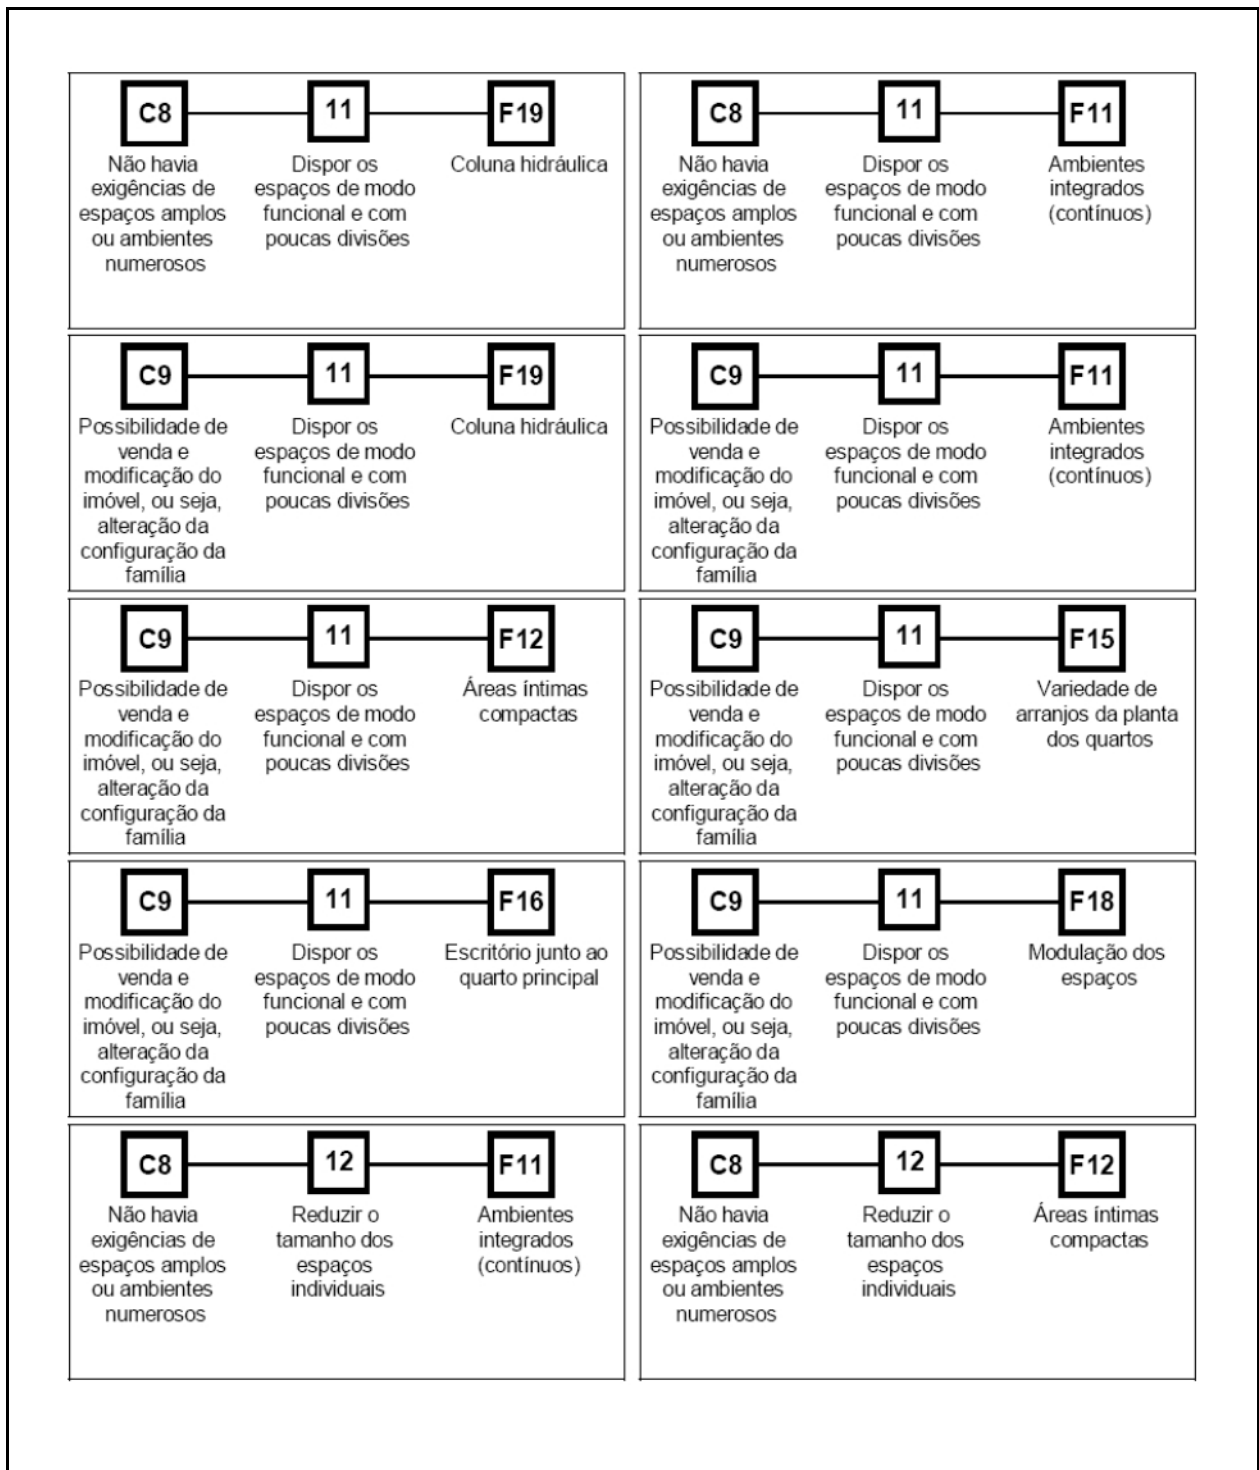 C8
11
F19
Não havia
exigências de
espaços amplos
ou ambientes
numerosos
Dispor os
espaços de modo
funcional e com
poucas divisões
Coluna hidráulica
C8
11
F11
Não havia
exigências de
espaços amplos
ou ambientes
numerosos
Dispor os
espaços de modo
funcional e com
poucas divisões
Ambientes
integrados
(contínuos)
C9
11
F19
Possibilidade de
venda e
modificação do
imóvel, ou seja,
alteração da
configuração da
família
Dispor os
espaços de modo
funcional e com
poucas divisões
Coluna hidráulica
C9
11
F11
Possibilidade de
venda e
modificação do
imóvel, ou seja,
alteração da
configuração da
família
Dispor os
espaços de modo
funcional e com
poucas divisões
Ambientes
integrados
(contínuos)
C9
11
F12
Possibilidade de
venda e
modificação do
imóvel, ou seja,
alteração da
configuração da
família
Dispor os
espaços de modo
funcional e com
poucas divisões
Áreas íntimas
compactas
C9
11
F15
Possibilidade de
venda e
modificação do
imóvel, ou seja,
alteração da
configuração da
família
Dispor os
espaços de modo
funcional e com
poucas divisões
Variedade de
arranjos da planta
dos quartos
C9
11
F16
Possibilidade de
venda e
modificação do
imóvel, ou seja,
alteração da
configuração da
família
Dispor os
espaços de modo
funcional e com
poucas divisões
Escritório junto ao
quarto principal
C9
11
F18
Possibilidade de
venda e
modificação do
imóvel, ou seja,
alteração da
configuração da
família
Dispor os
espaços de modo
funcional e com
poucas divisões
Modulação dos
espaços
C8
12
F11
Não havia
exigências de
espaços amplos
ou ambientes
numerosos
Reduzir o
tamanho dos
espaços
individuais
Ambientes
integrados
(contínuos)
C8
12
F12
Não havia
exigências de
espaços amplos
ou ambientes
numerosos
Reduzir o
tamanho dos
espaços
individuais
Áreas íntimas
compactas